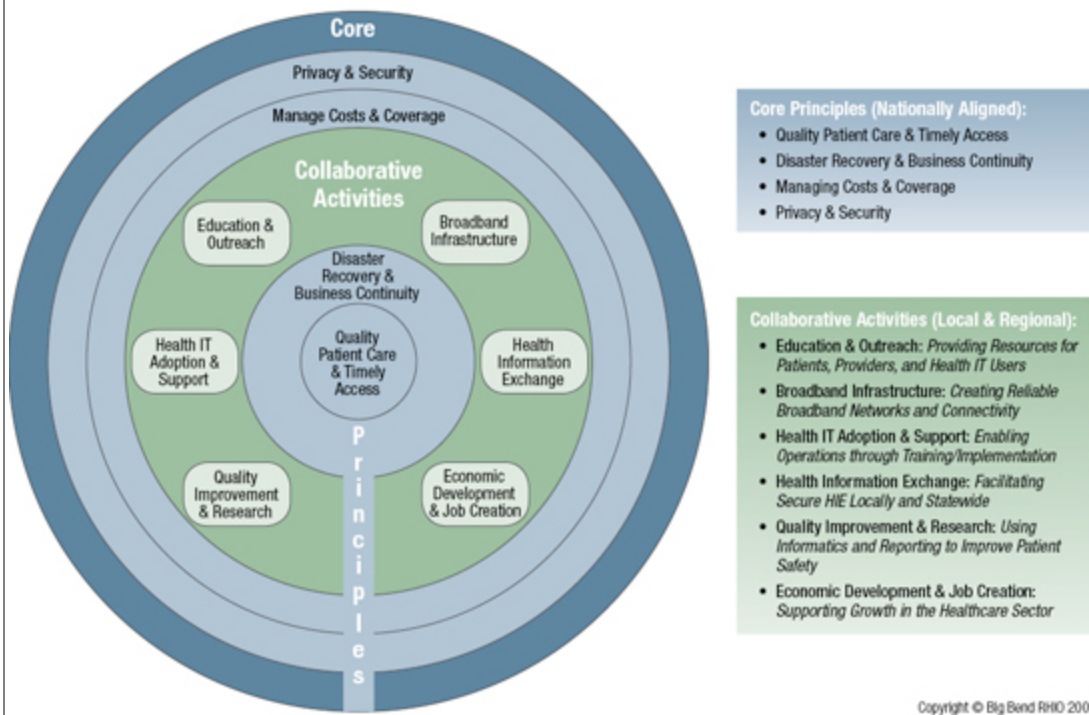 Core
Privacy & Security
Manage Costs & Coverage
Collaborative
Activities
Education &
Outreach
Broadband
Infrastructure
Disaster
Recovery &
Business Continuity
Health IT
Adoption &
Support
Quality
Patient Care
& Timely
Access
Health
Information
Exchange
Quality
Improvement
& Research
Economic
Development
& Job Creation
Principles
Core Principles (Nationally Aligned):
• Quality Patient Care & Timely Access
• Disaster Recovery & Business Continuity
• Managing Costs & Coverage
• Privacy & Security
Collaborative Activities (Local & Regional):
• Education & Outreach: Providing Resources for
Patients, Providers, and Health IT Users
• Broadband Infrastructure: Creating Reliable
Broadband Networks and Connectivity
• Health IT Adoption & Support: Enabling
Operations through Training/Implementation
• Health Information Exchange: Facilitating
Secure HIE Locally and Statewide
• Quality Improvement & Research: Using
Informatics and Reporting to Improve Patient
Safety
• Economic Development & Job Creation:
Supporting Growth in the Healthcare Sector
Copyright © Big Bend RHIO